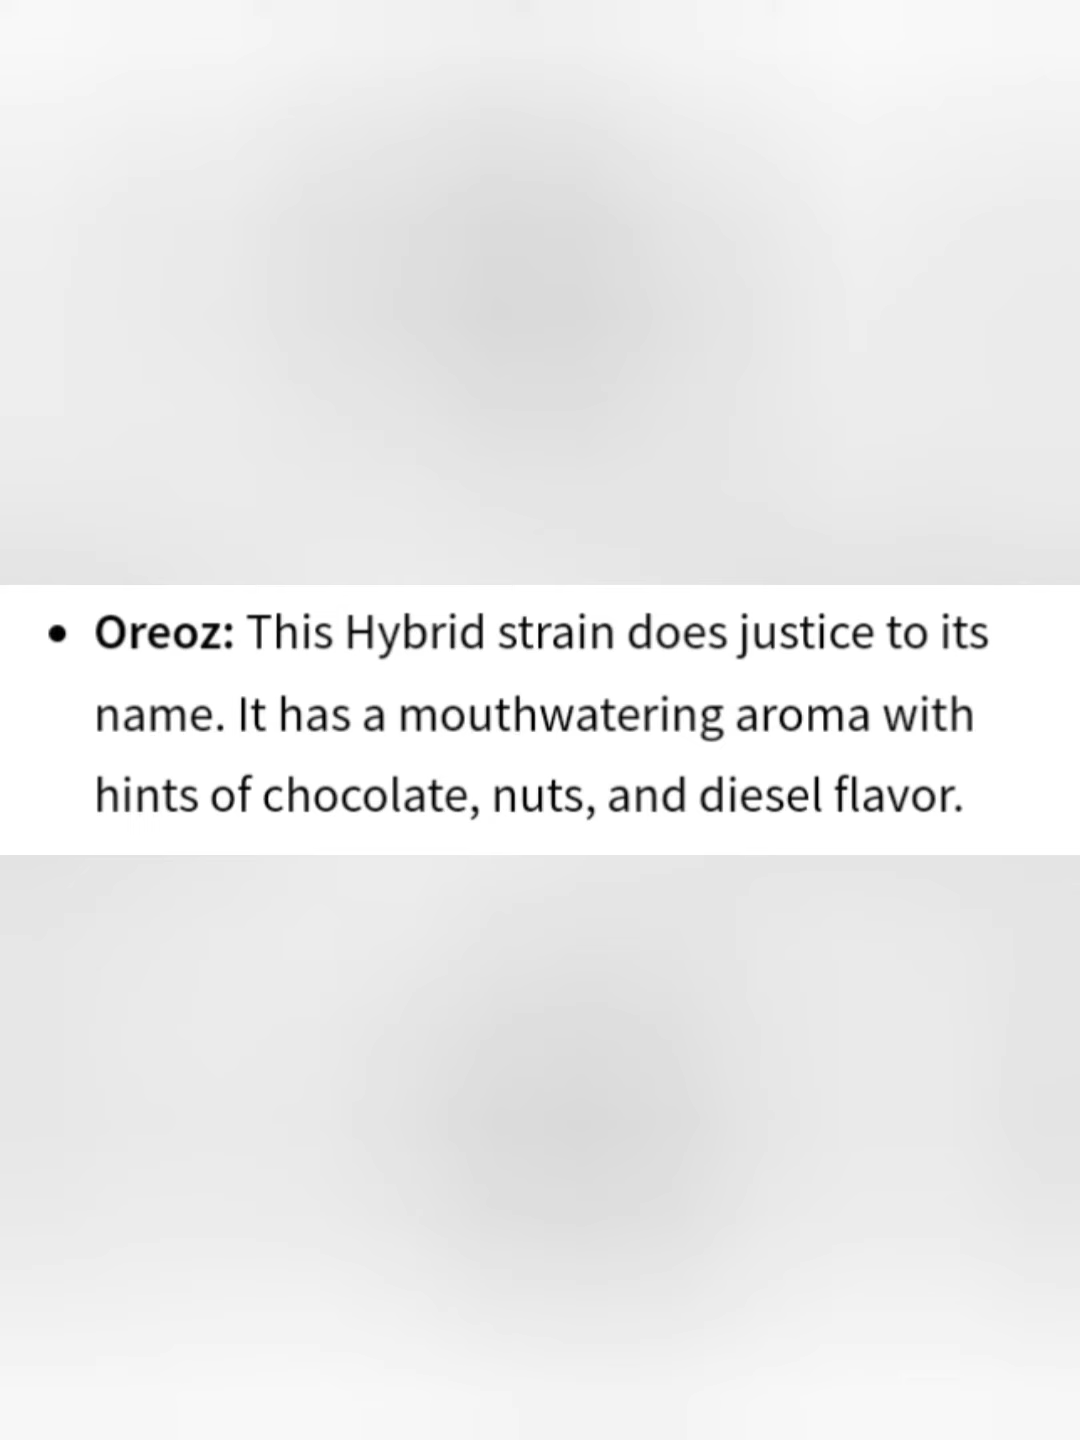 • Oreoz: This Hybrid strain does justice to its
name. It has a mouthwatering aroma with
hints of chocolate, nuts, and diesel flavor.